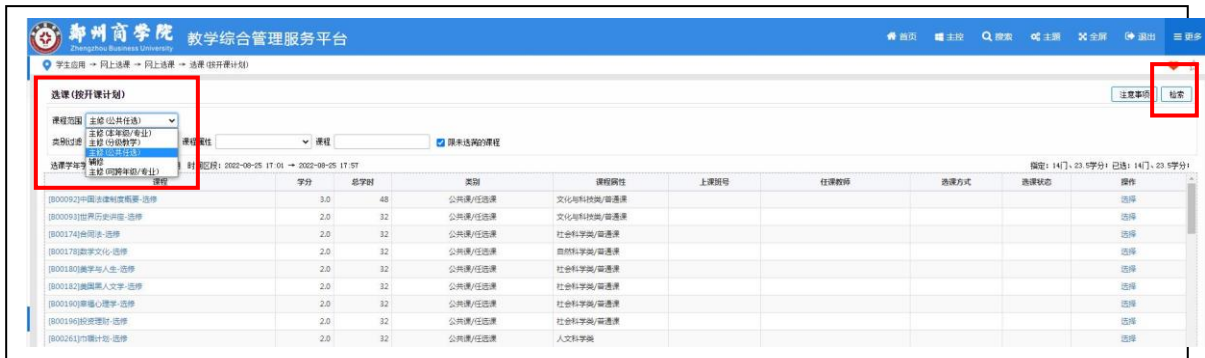 郑州商学院 教学综合管理服务平台 首页 主控 搜索 主题 全屏 退出 更多
Zhengzhou Business University
学生应用 → 网上选课 → 网上选课 → 选课(按开课计划)
选课(按开课计划) 注意事项 检索
课程范围 主修(公共任选)
主修(本年级/专业)
类别过滤 主修(分级教学) 课程属性 课程 限未选满的课程
主修(公共任选)
选课学年学 辅修 时间区段:2022-08-25 17:01 → 2022-08-25 17:57 指定:14门、23.5学分;已选:14门、23.5学分;
主修(可跨年级/专业)
课程 学分 总学时 类别 课程属性 上课班号 任课教师 选课方式 选课状态 操作
[B00092]中国法律制度概要-选修 3.0 48 公共课/任选课 文化与科技类/普通课 选择
[B00093]世界历史讲座-选修 2.0 32 公共课/任选课 文化与科技类/普通课 选择
[B00174]合同法-选修 2.0 32 公共课/任选课 社会科学类/普通课 选择
[B00178]数学文化-选修 2.0 32 公共课/任选课 自然科学类/普通课 选择
[B00180]美学与人生-选修 2.0 32 公共课/任选课 社会科学类/普通课 选择
[B00182]美国黑人文学-选修 2.0 32 公共课/任选课 社会科学类/普通课 选择
[B00190]幸福心理学-选修 2.0 32 公共课/任选课 社会科学类/普通课 选择
[B00196]投资理财-选修 2.0 32 公共课/任选课 社会科学类/普通课 选择
[B00261]巾帼计划-选修 2.0 32 公共课/任选课 人文科学类 选择